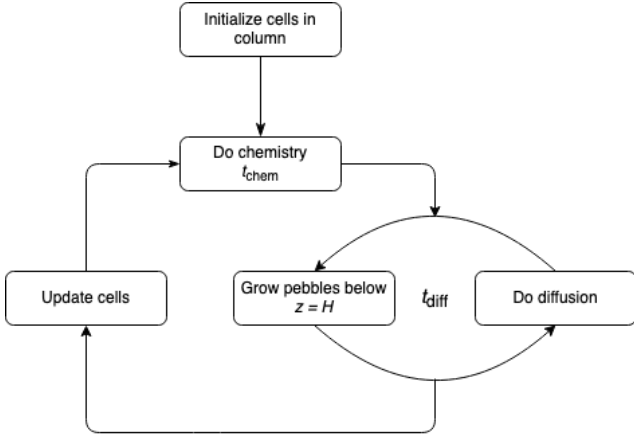 Initialize cells in
column
Do chemistry
t_chem
Update cells
Grow pebbles below
z = H
t_diff
Do diffusion